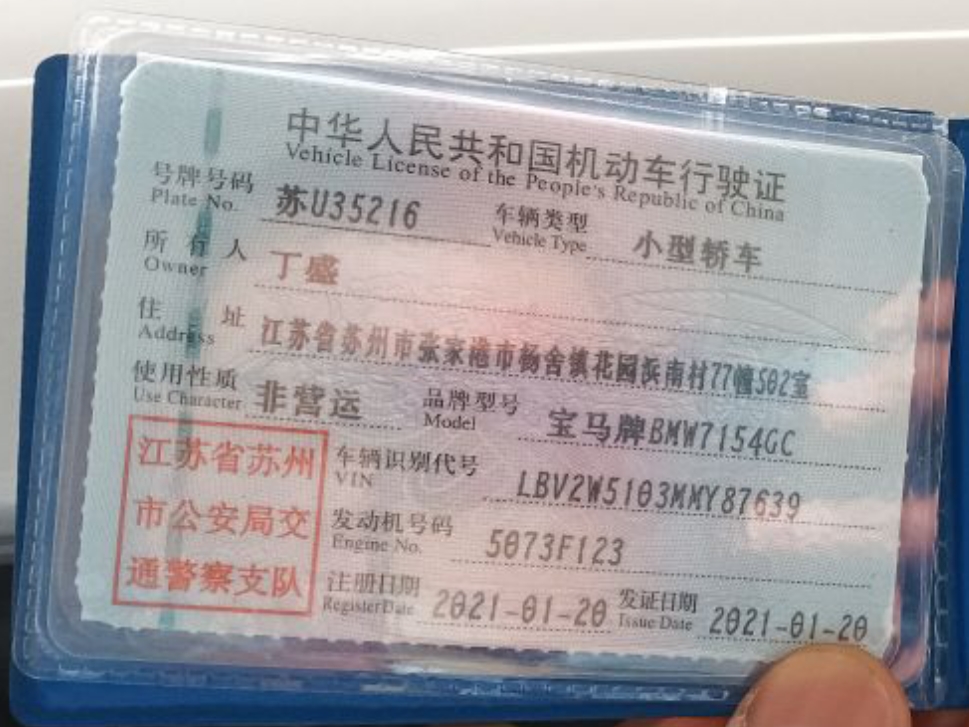 中华人民共和国机动车行驶证
Vehicle License of the People's Republic of China
号牌号码 苏U35216 车辆类型 小型轿车
Plate No. Vehicle Type
所有人 丁盛
Owner
住址 江苏省苏州市张家港市杨舍镇花园浜南村77幢502室
Address
使用性质 非营运 品牌型号 宝马牌BMW7154GC
Use Character Model
江苏省苏州 车辆识别代号 LBV2W5103MMY87639
VIN
市公安局交 发动机号码 5073F123
Engine No.
通警察支队 注册日期 2021-01-20 发证日期 2021-01-20
Register Date Issue Date